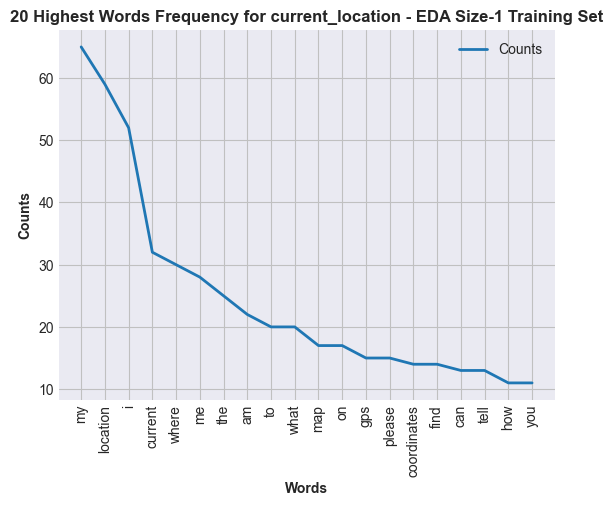 20 Highest Words Frequency for current_location - EDA Size-1 Training Set
Counts
60
50
40
30
20
10
Counts
my
location
i
current
where
me
the
am
to
what
map
on
gps
please
coordinates
find
can
tell
how
you
Words